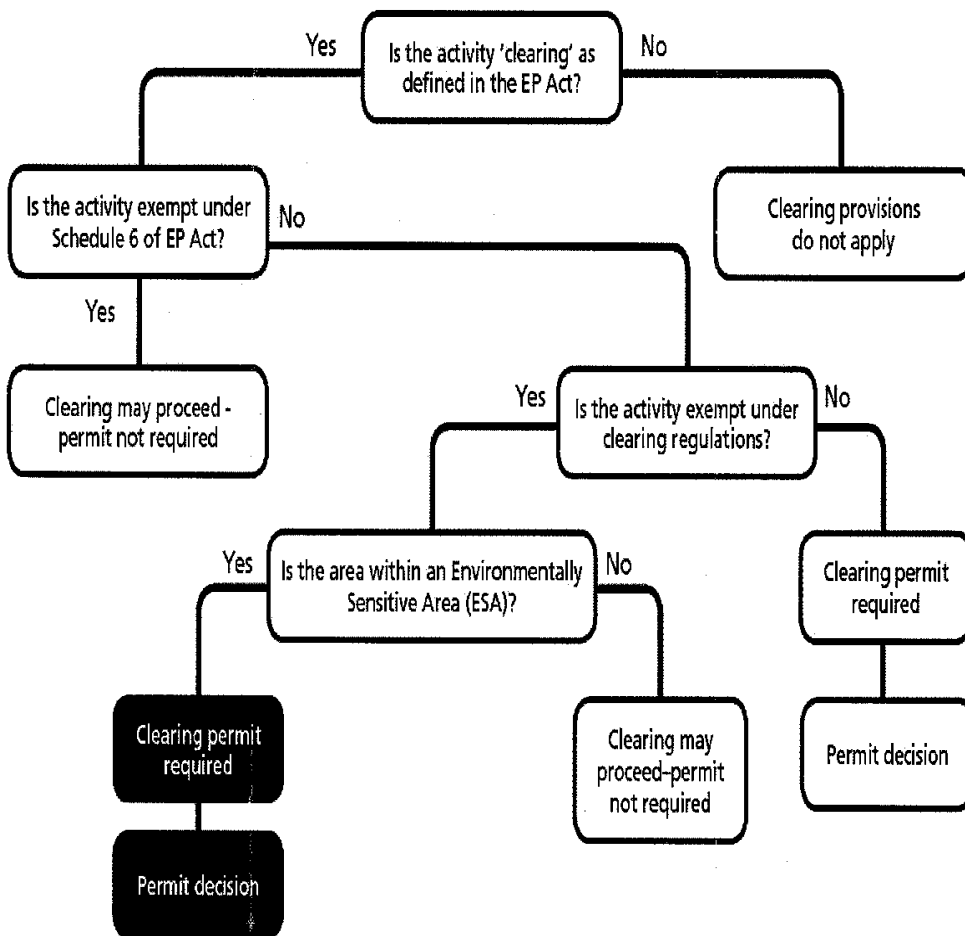 Yes
Is the activity 'clearing' as
defined in the EP Act?
No
Is the activity exempt under
Schedule 6 of EP Act?
No
Clearing provisions
do not apply
Yes
Clearing may proceed -
permit not required
Yes
Is the activity exempt under
clearing regulations?
No
Yes
Is the area within an Environmentally
Sensitive Area (ESA)?
No
Clearing permit
required
Clearing permit
required
Clearing may
proceed-permit
not required
Permit decision
Permit decision